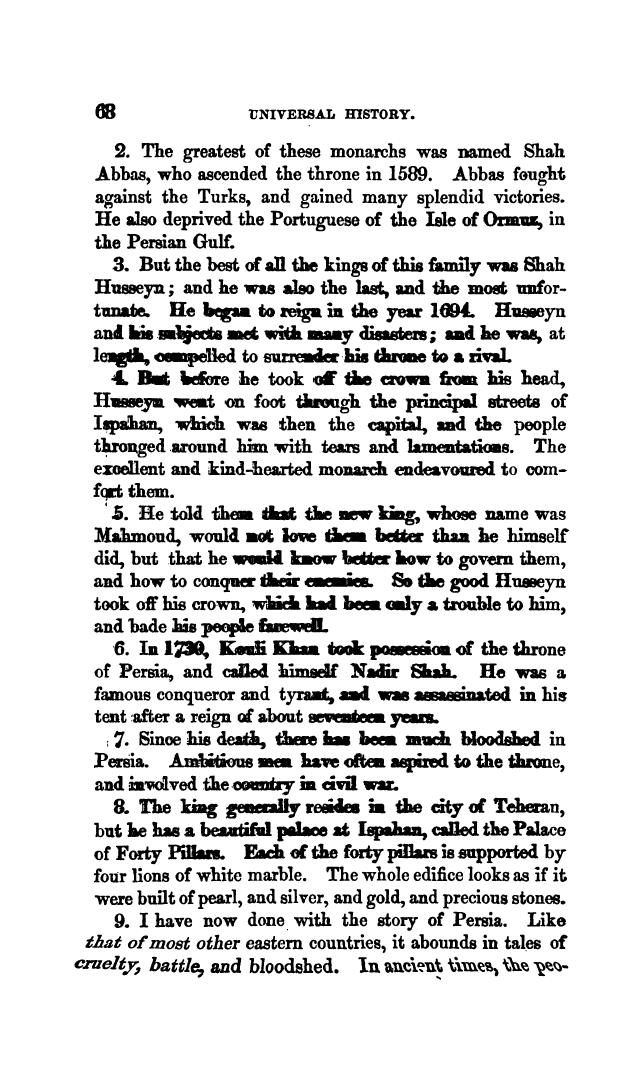 68 UNIVERSAL HISTORY.
2. The greatest of these monarchs was named Shah
Abbas, who ascended the throne in 1589. Abbas fought
against the Turks, and gained many splendid victories.
He also deprived the Portuguese of the Isle of Ormuz, in
the Persian Gulf.
3. But the best of all the kings of this family was Shah
Husseyn; and he was also the last, and the most unfor-
tunate. He began to reign in the year 1694. Husseyn
and his subjects met with many disasters; and he was, at
length, compelled to surrender his throne to a rival.
4. But before he took off the crown from his head,
Husseyn went on foot through the principal streets of
Ispahan, which was then the capital, and the people
thronged around him with tears and lamentations. The
excellent and kind-hearted monarch endeavoured to com-
fort them.
5. He told them that the new king, whose name was
Mahmoud, would not love them better than he himself
did, but that he would know better how to govern them,
and how to conquer their enemies. So the good Husseyn
took off his crown, which had been only a trouble to him,
and bade his people farewell.
6. In 1730, Kouli Khan took possession of the throne
of Persia, and called himself Nadir Shah. He was a
famous conqueror and tyrant, and was assassinated in his
tent after a reign of about seventeen years.
7. Since his death, there has been much bloodshed in
Persia. Ambitious men have often aspired to the throne,
and involved the country in civil war.
8. The king generally resides in the city of Teheran,
but he has a beautiful palace at Ispahan, called the Palace
of Forty Pillars. Each of the forty pillars is supported by
four lions of white marble. The whole edifice looks as if it
were built of pearl, and silver, and gold, and precious stones.
9. I have now done with the story of Persia. Like
that of most other eastern countries, it abounds in tales of
cruelty, battle, and bloodshed. In ancient times, the peo-